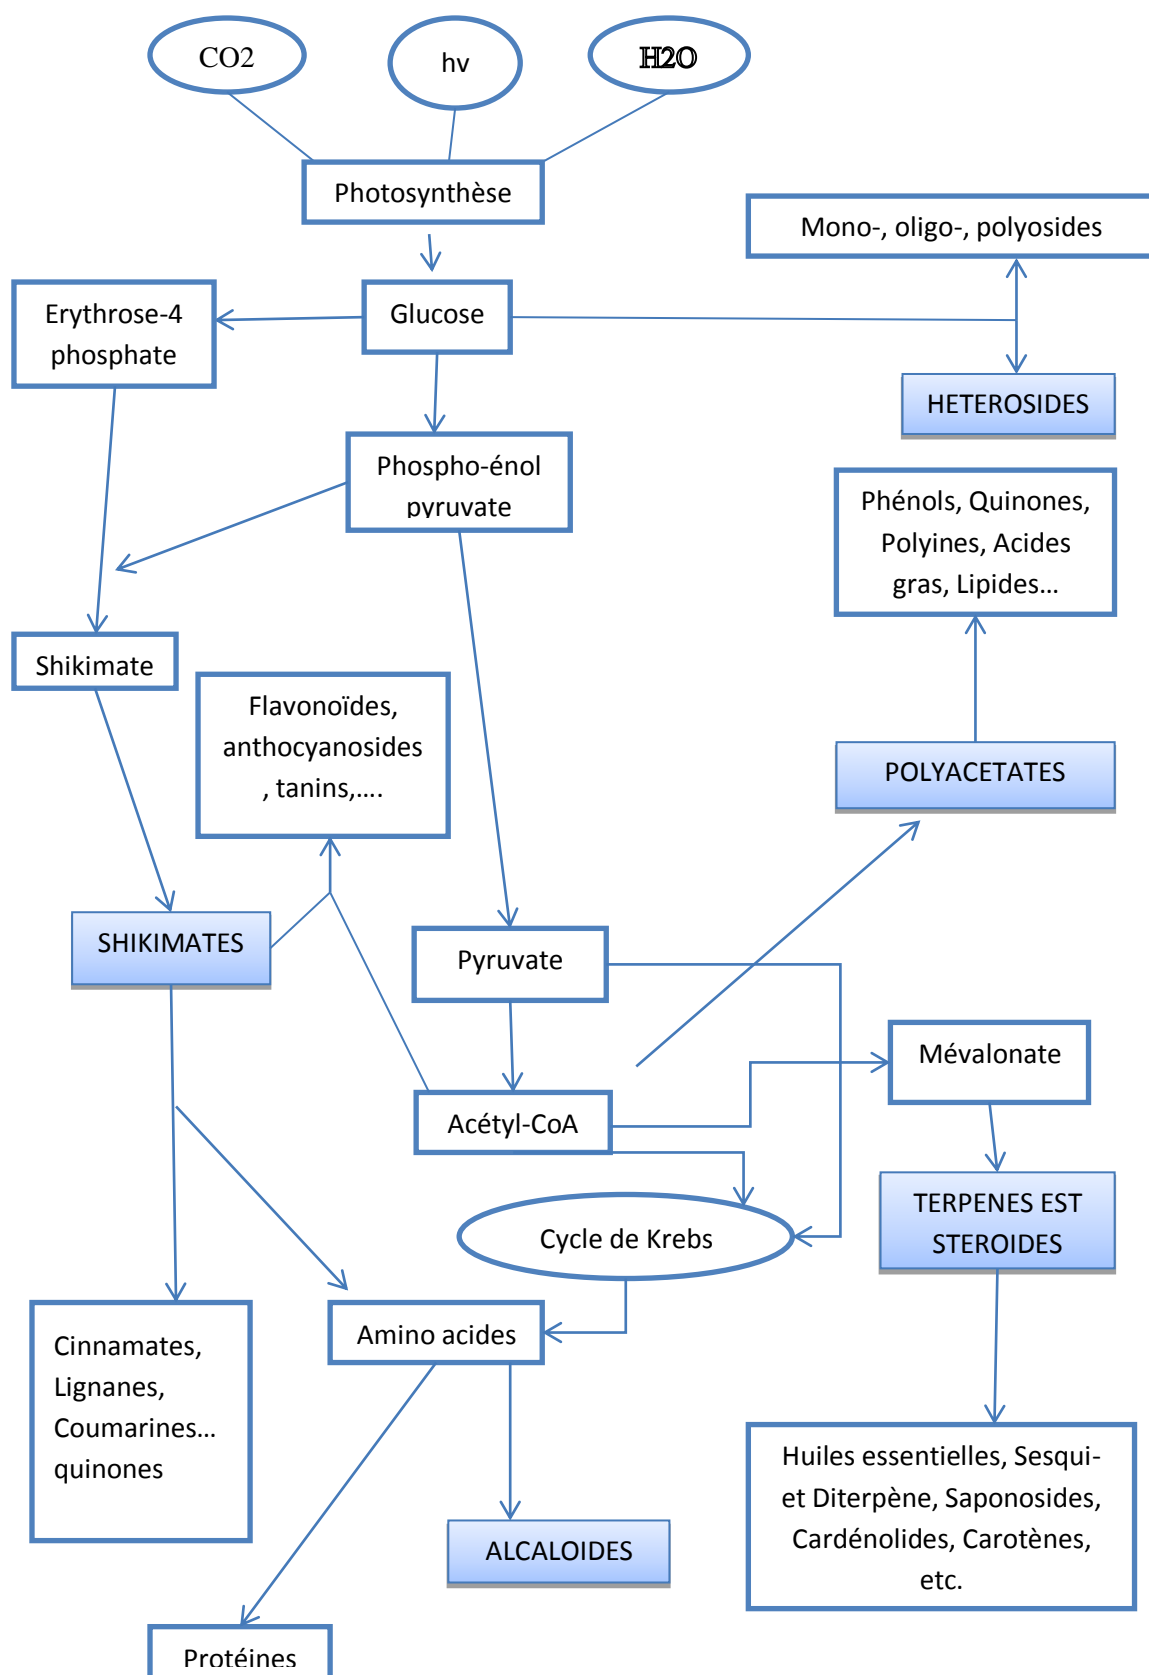 CO2
hv
H2O
Photosynthèse
Mono-, oligo-, polyosides
Erythrose-4
phosphate
Glucose
HETEROSIDES
Phospho-énol
pyruvate
Phénols, Quinones,
Polyines, Acides
gras, Lipides…
Shikimate
Flavonoïdes,
anthocyanosides
, tanins,….
POLYACETATES
SHIKIMATES
Pyruvate
Mévalonate
Acétyl-CoA
TERPENES EST
STEROIDES
Cycle de Krebs
Amino acides
Cinnamates,
Lignanes,
Coumarines…
quinones
Huiles essentielles, Sesqui-
et Diterpène, Saponosides,
Cardénolides, Carotènes,
etc.
ALCALOIDES
Protéines